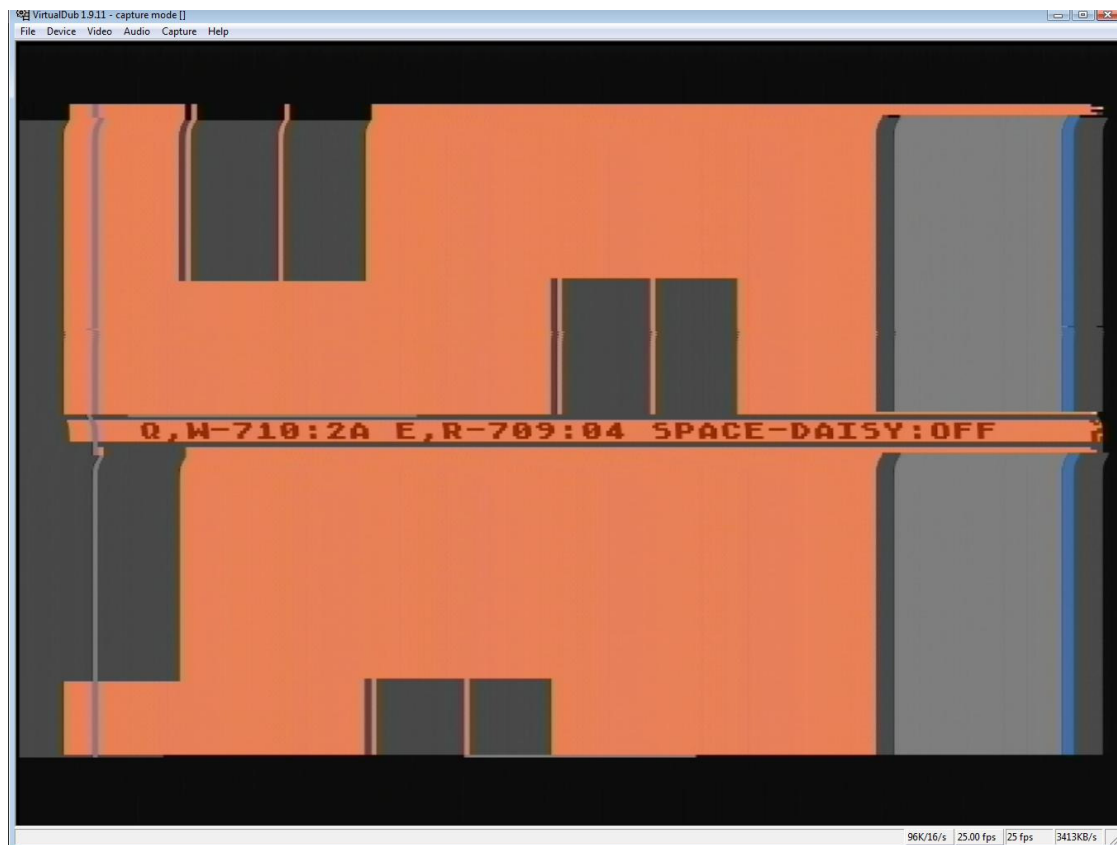 VirtualDub 1.9.11 - capture mode []
File Device Video Audio Capture Help
Q,W-710:2A E,R-709:04 SPACE-DAISY:OFF
96K/16/s 25.00 fps 25 fps 3413KB/s